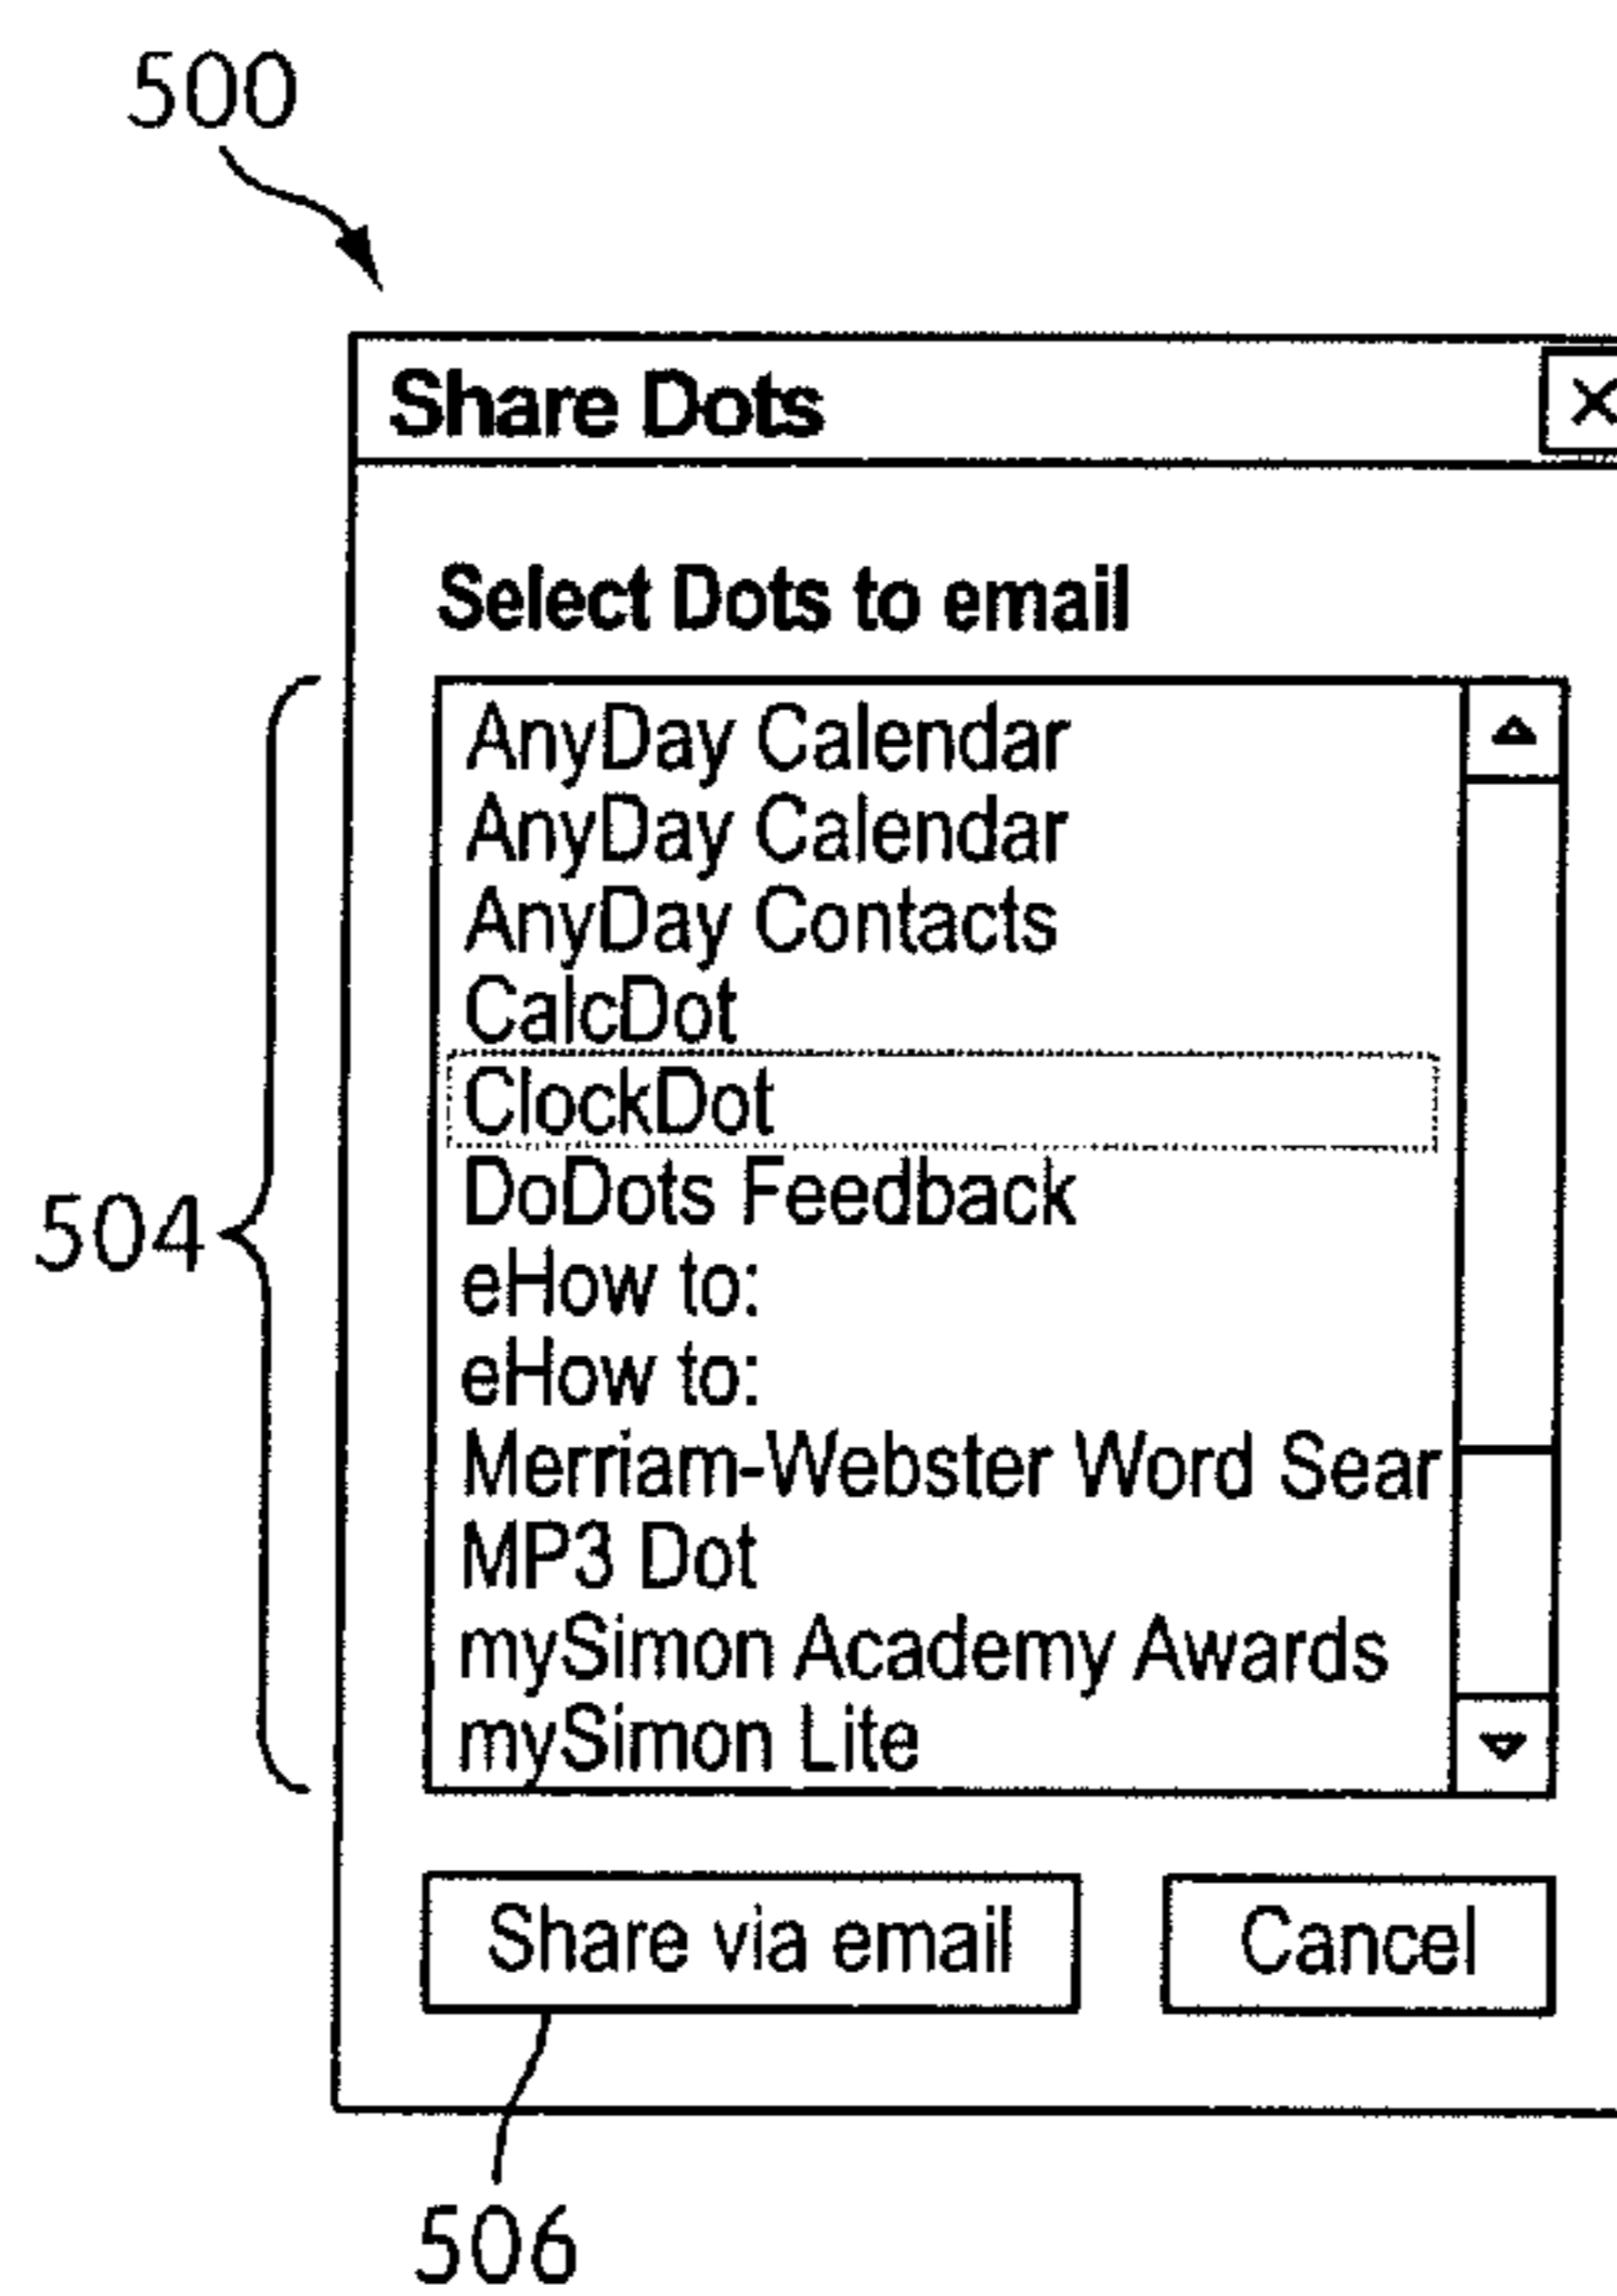 500
Share Dots
Select Dots to email
AnyDay Calendar
AnyDay Calendar
AnyDay Contacts
CalcDot
ClockDot
DoDots Feedback
504
eHow to:
eHow to:
Merriam-Webster Word Sear
MP3 Dot
mySimon Academy Awards
mySimon Lite
Share via email
Cancel
506